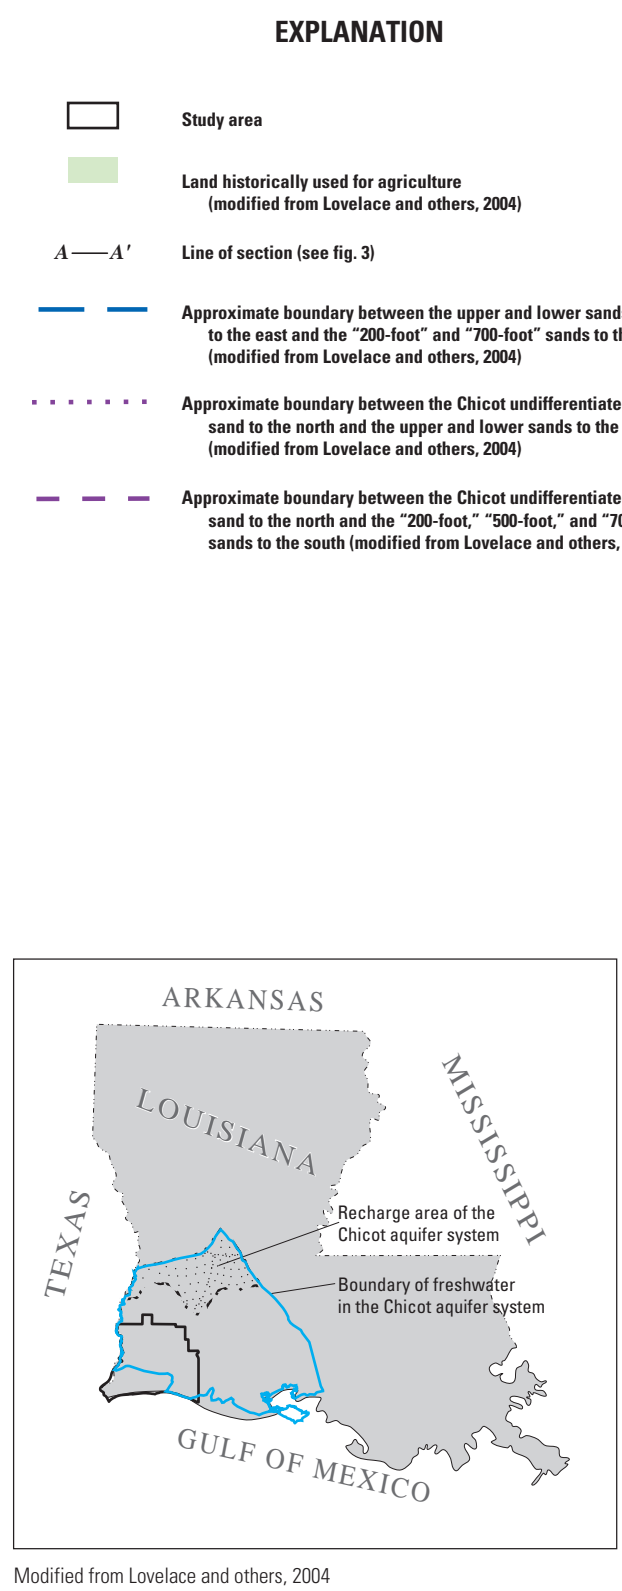 EXPLANATION
Study area
Land historically used for agriculture
(modified from Lovelace and others, 2004)
A—A′ Line of section (see fig. 3)
Approximate boundary between the upper and lower sand
to the east and the “200-foot” and “700-foot” sands to
(modified from Lovelace and others, 2004)
Approximate boundary between the Chicot undifferentiate
sand to the north and the upper and lower sands to the
(modified from Lovelace and others, 2004)
Approximate boundary between the Chicot undifferentiate
sand to the north and the “200-foot,” “500-foot,” and “70
sands to the south (modified from Lovelace and others,
ARKANSAS
MISSISSIPPI
LOUISIANA
TEXAS
Recharge area of the
Chicot aquifer system
Boundary of freshwater
in the Chicot aquifer system
GULF OF MEXICO
Modified from Lovelace and others, 2004